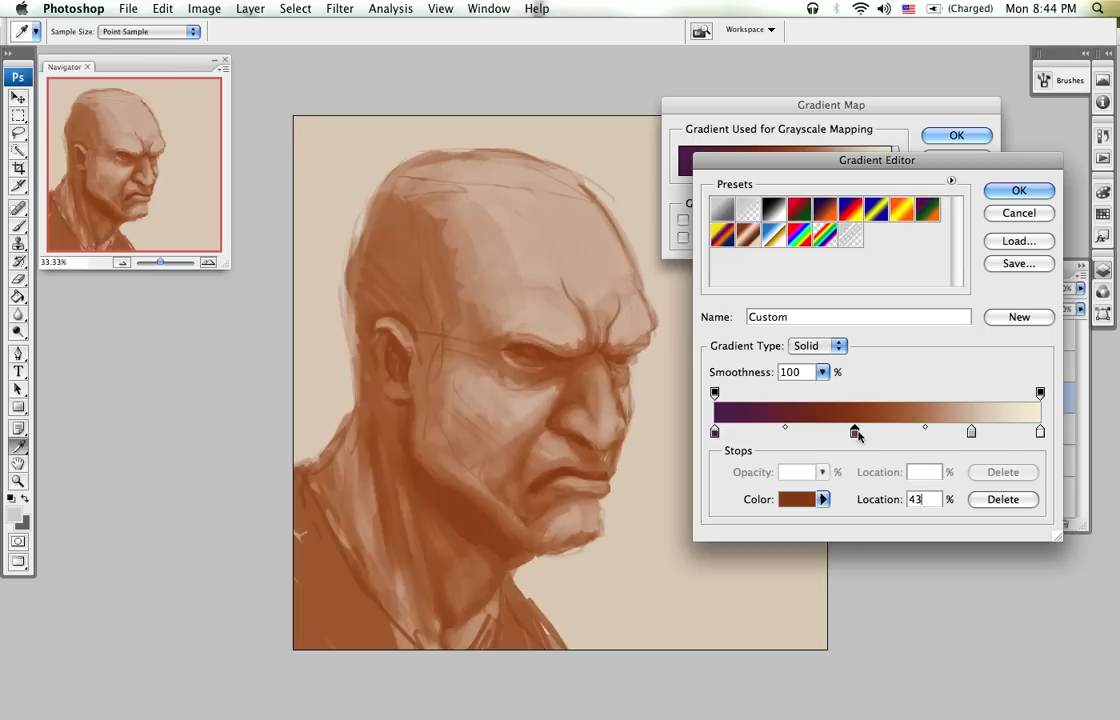 Photoshop File Edit Image Layer Select Filter Analysis View Window Help (Charged) Mon 8:44 PM
Sample Size: Point Sample Workspace
Navigator ×
Ps
Brushes
33.33%
Gradient Map
Gradient Used for Grayscale Mapping
OK
Gradient Editor
Presets
OK
Cancel
Load...
Save...
Name: Custom New
Gradient Type: Solid
Smoothness: 100 %
Stops
Opacity: % Location: % Delete
Color: Location: 43 % Delete